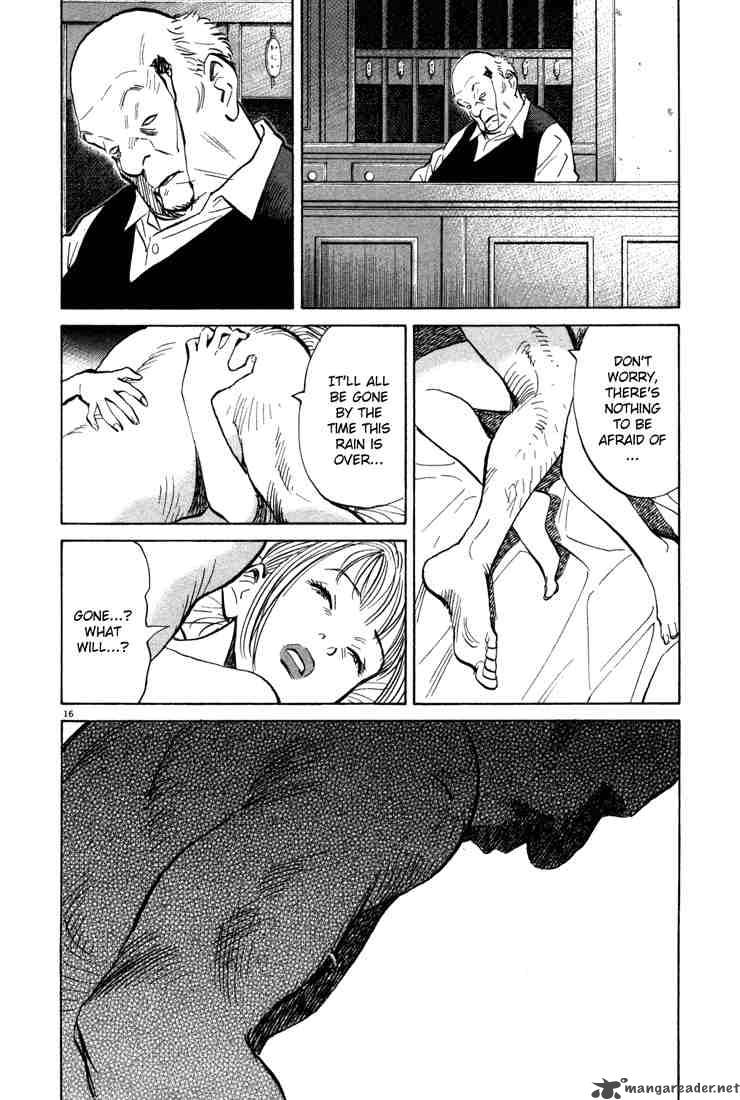 DON'T
WORRY,
THERE'S
NOTHING
TO BE
AFRAID OF
...
IT'LL ALL
BE GONE
BY THE
TIME THIS
RAIN IS
OVER...
GONE...?
WHAT
WILL...?
16
mangareader.net